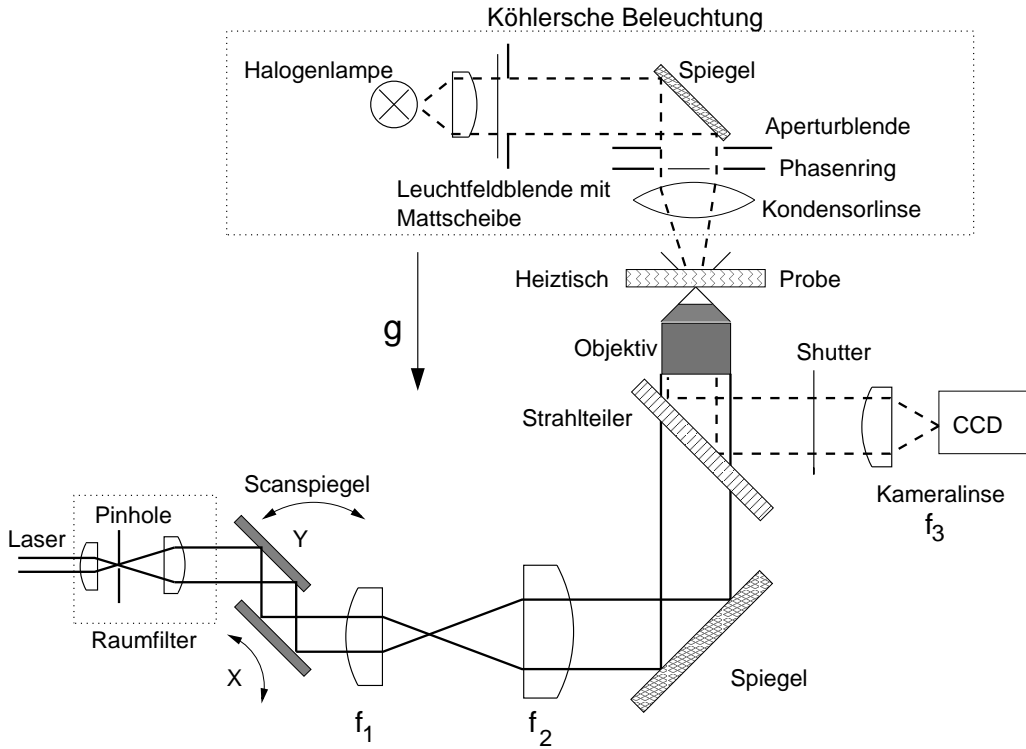 Köhlersche Beleuchtung
Halogenlampe
Spiegel
Aperturblende
Phasenring
Leuchtfeldblende mit
Mattscheibe
Kondensorlinse
Heiztisch
Probe
g
Objektiv
Shutter
Strahlteiler
CCD
Kameralinse
f3
Scanspiegel
Pinhole
Y
Laser
Raumfilter
X
Spiegel
f1
f2